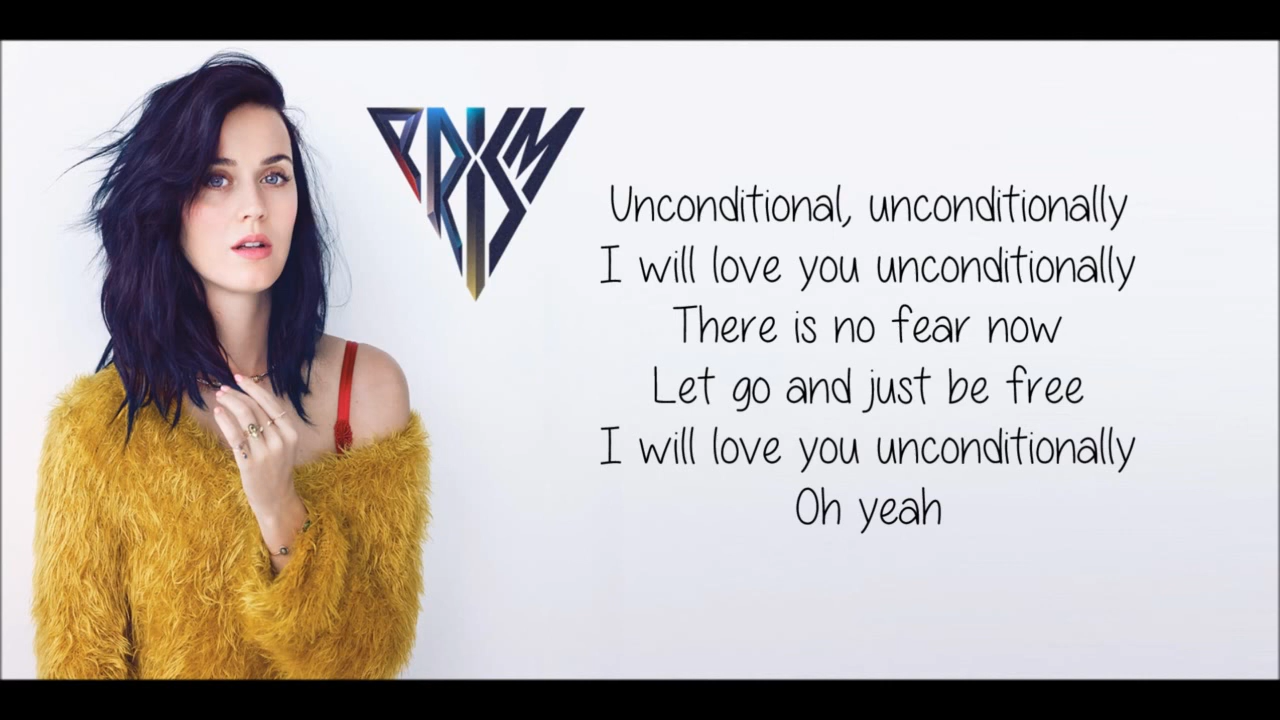 PRISM
Unconditional, unconditionally
I will love you unconditionally
There is no fear now
Let go and just be free
I will love you unconditionally
Oh yeah